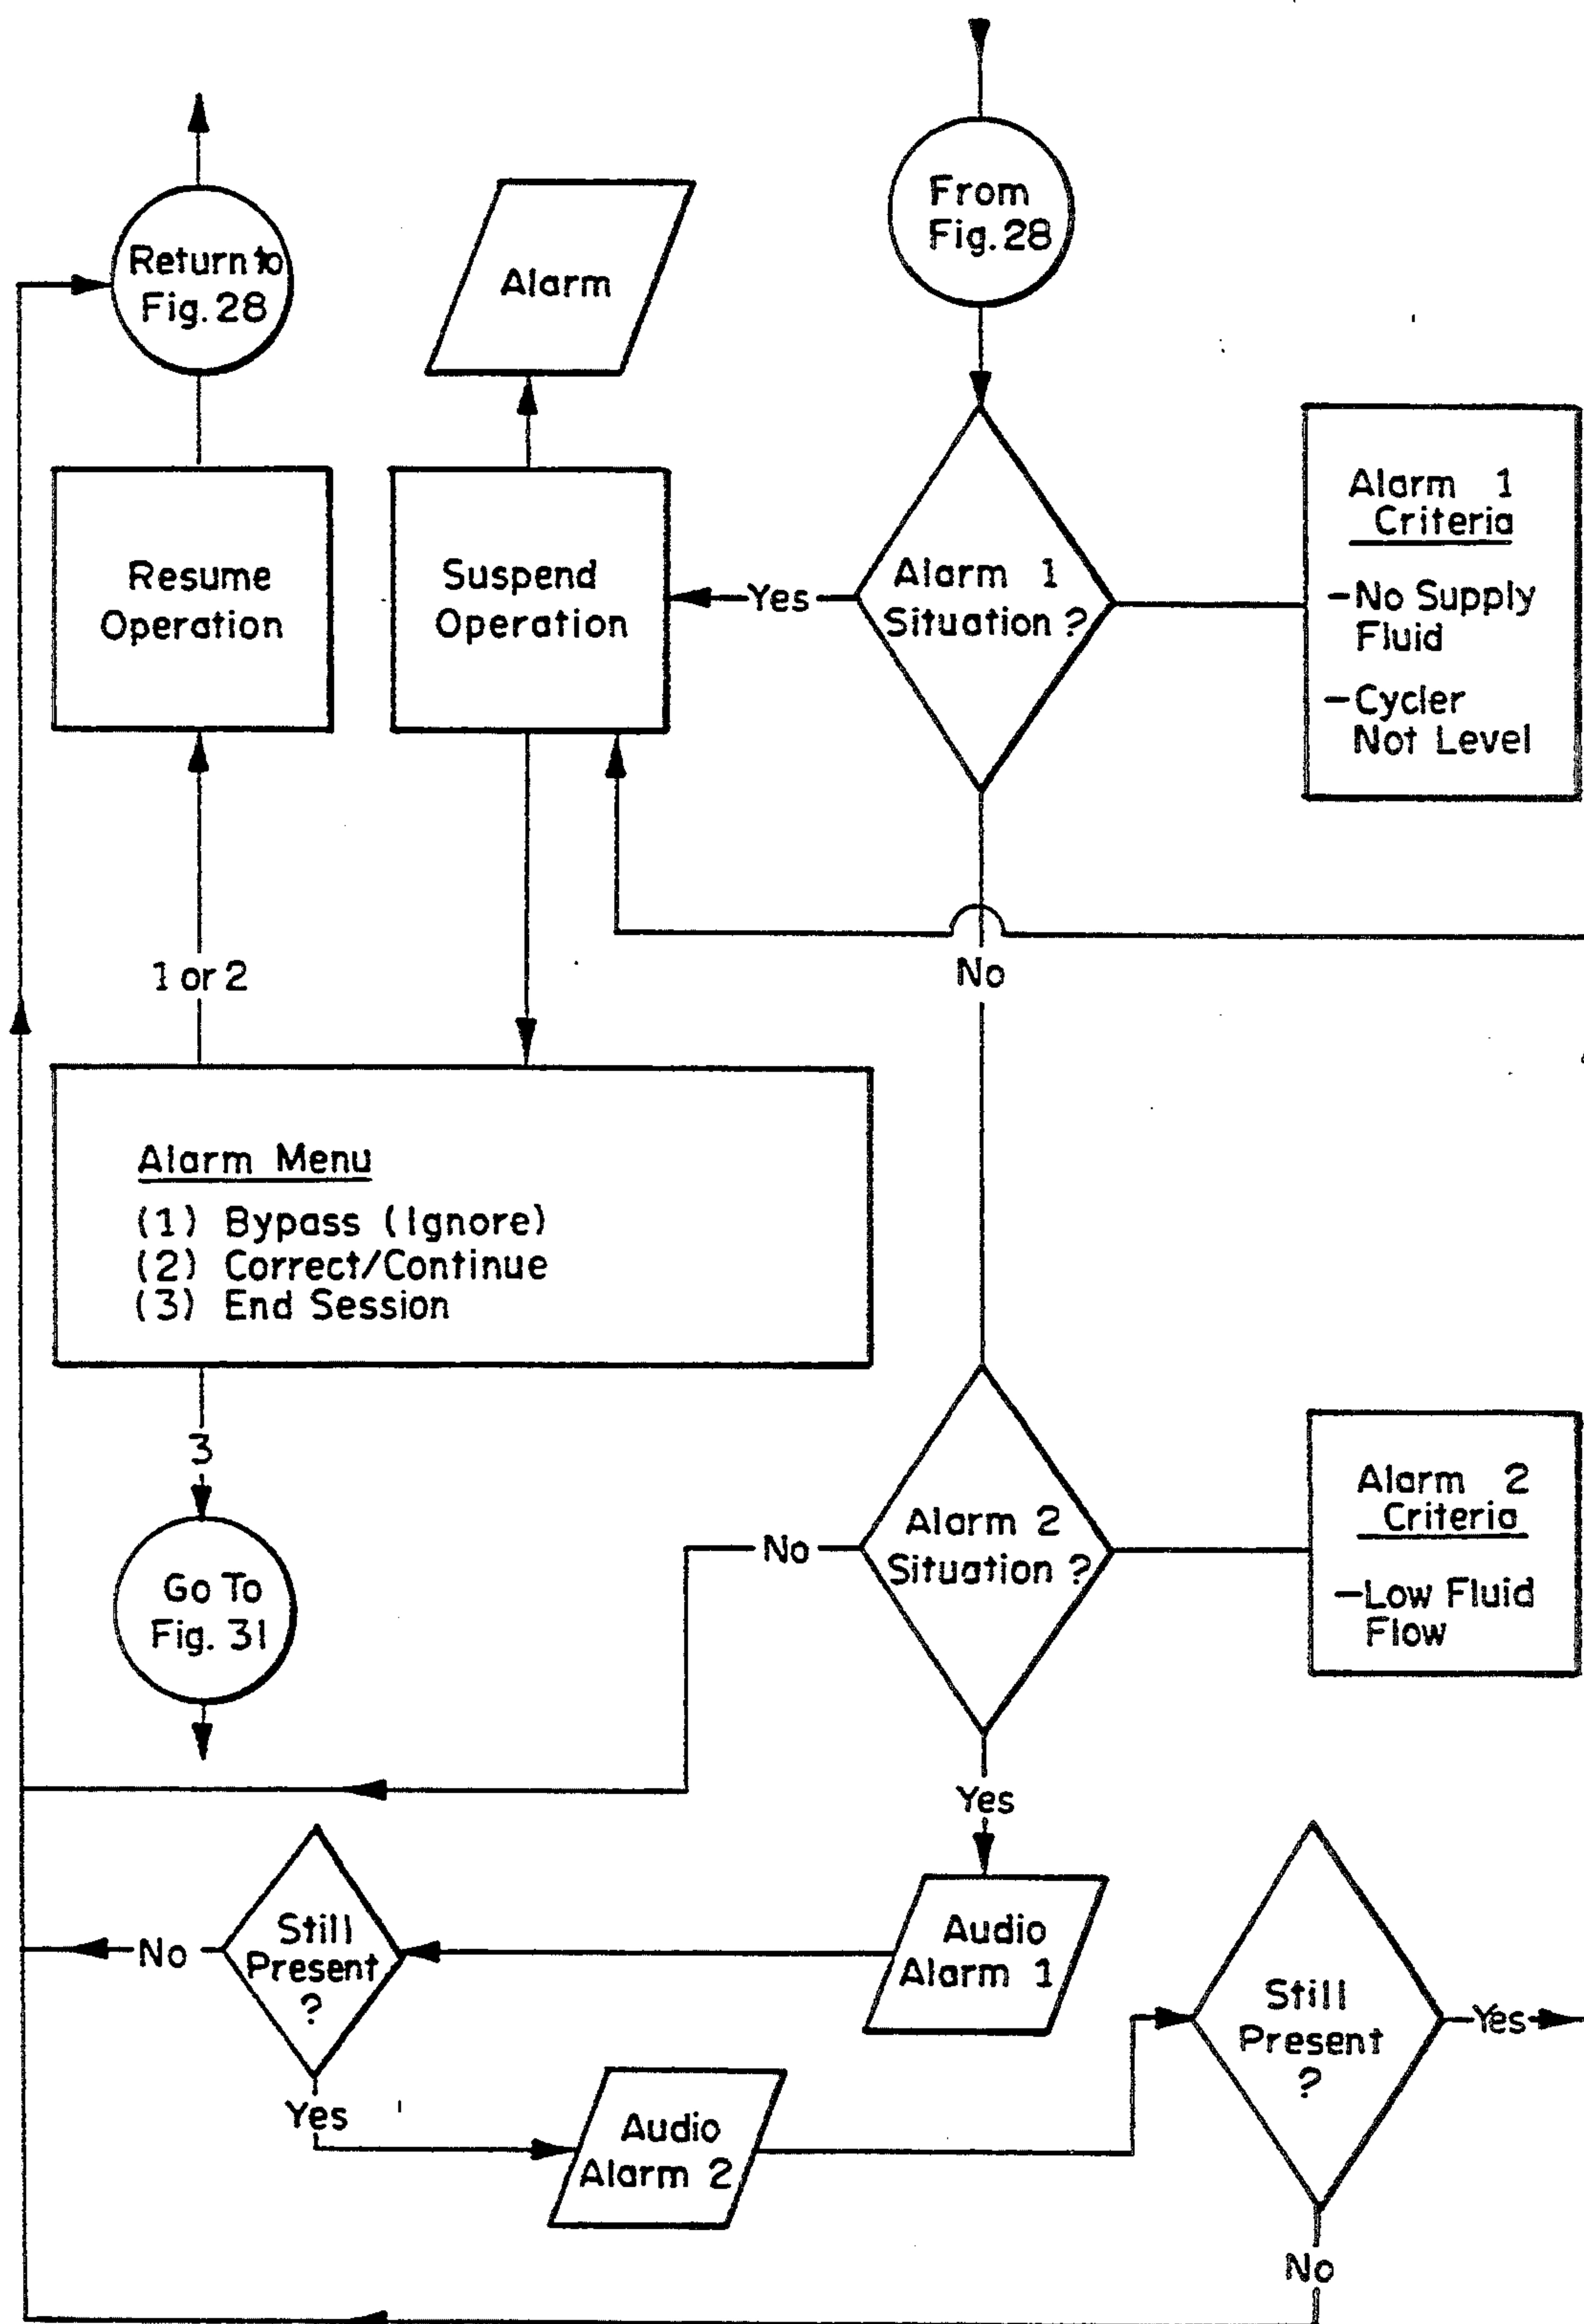 From
Fig. 28
Return to
Fig. 28
Alarm
Resume
Operation
Suspend
Operation
Yes
Alarm 1
Situation ?
Alarm 1
Criteria
-No Supply
Fluid
-Cycler
Not Level
1 or 2
No
Alarm Menu
(1) Bypass (Ignore)
(2) Correct/Continue
(3) End Session
3
Go To
Fig. 31
No
Alarm 2
Situation ?
Alarm 2
Criteria
-Low Fluid
Flow
Yes
Audio
Alarm 1
Still
Present
?
No
Yes
Audio
Alarm 2
Still
Present
?
Yes
No